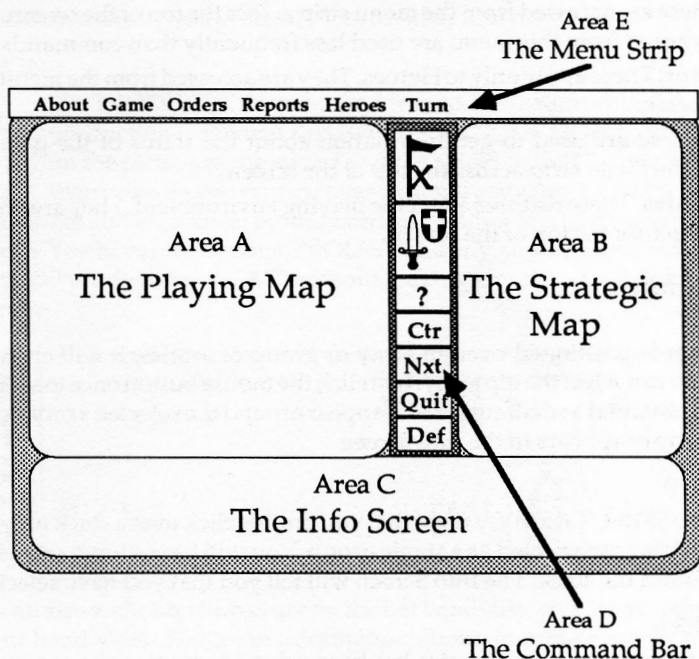 Area E
The Menu Strip
About Game Orders Reports Heroes Turn
Area A
The Playing Map
?
Ctr
Nxt
Quit
Def
Area B
The Strategic
Map
Area C
The Info Screen
Area D
The Command Bar